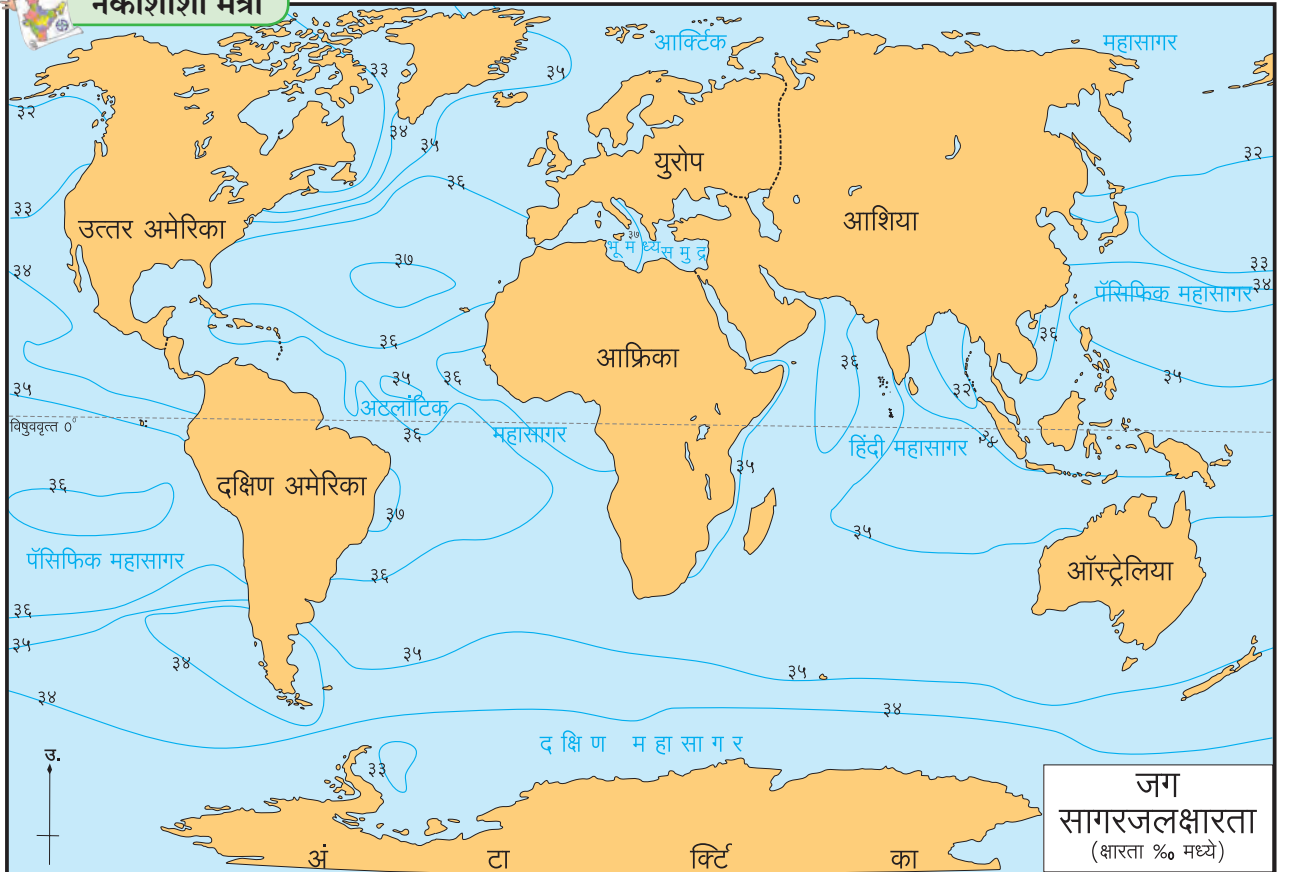 नकाशाशी मैत्री
आर्क्टिक महासागर
३३
३५
३२
३४
३५
३२
युरोप
३६
३३
उत्तर अमेरिका
आशिया
३७
भू म ध्य स मु द्र
३७
३३
३४
३४
पॅसिफिक महासागर
३६
३६
आफ्रिका
३६
३५
३६
३५
३२
३५
अटलांटिक
महासागर
विषुववृत्त 0°
३६
३४
हिंदी महासागर
३५
३६
दक्षिण अमेरिका
३७
३५
पॅसिफिक महासागर
३६
ऑस्ट्रेलिया
३६
३५
३५
३४
३५
३४
३४
द क्षि ण म हा सा ग र
उ.
३३
जग
सागरजलक्षारता
(क्षारता ‰ मध्ये)
अं टा र्क्टि का